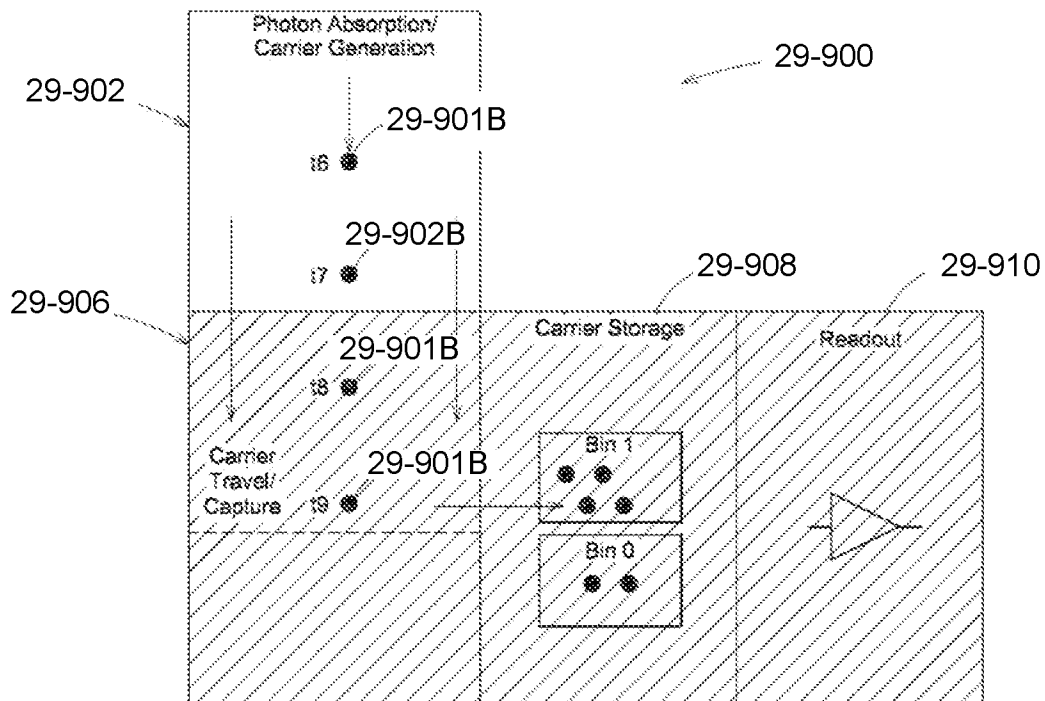 Photon Absorption/
Carrier Generation
29-900
29-902
29-901B
t6
29-902B
t7
29-908
29-910
29-906
Carrier Storage
Readout
29-901B
t8
Bin 1
Carrier
Travel/
Capture
29-901B
t9
Bin 0